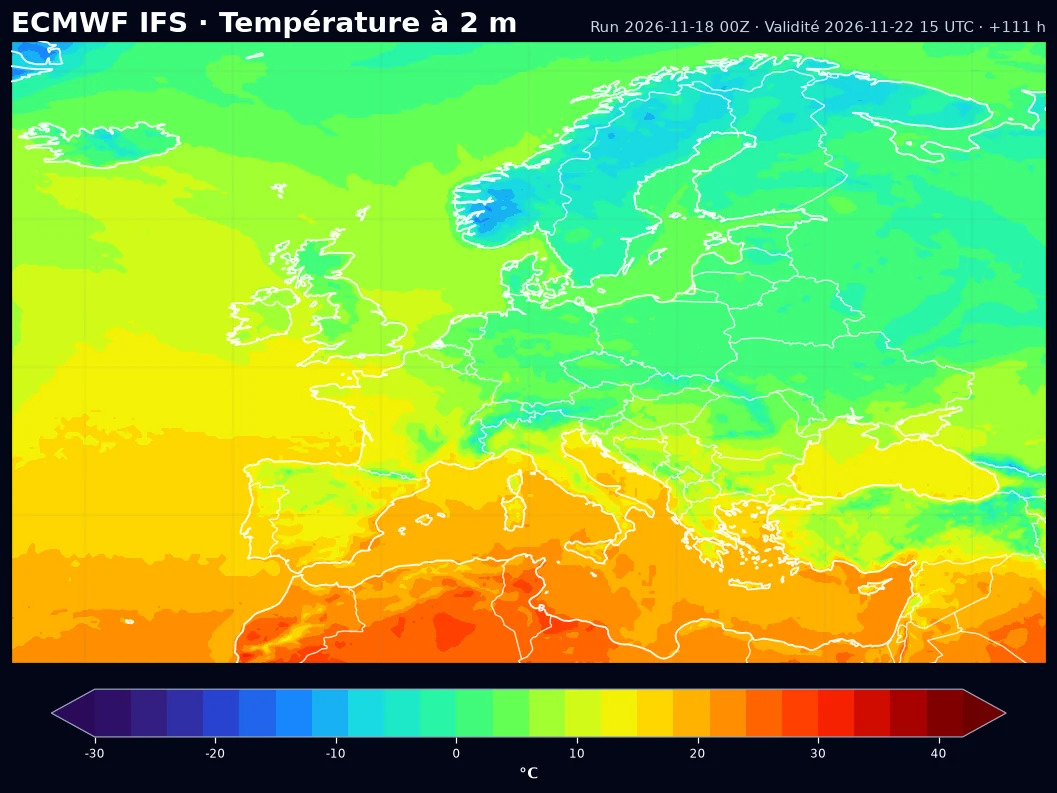 ECMWF IFS · Température à 2 m
Run 2026-11-18 00Z · Validité 2026-11-22 15 UTC · +111 h
-30 -20 -10 0 10 20 30 40
°C